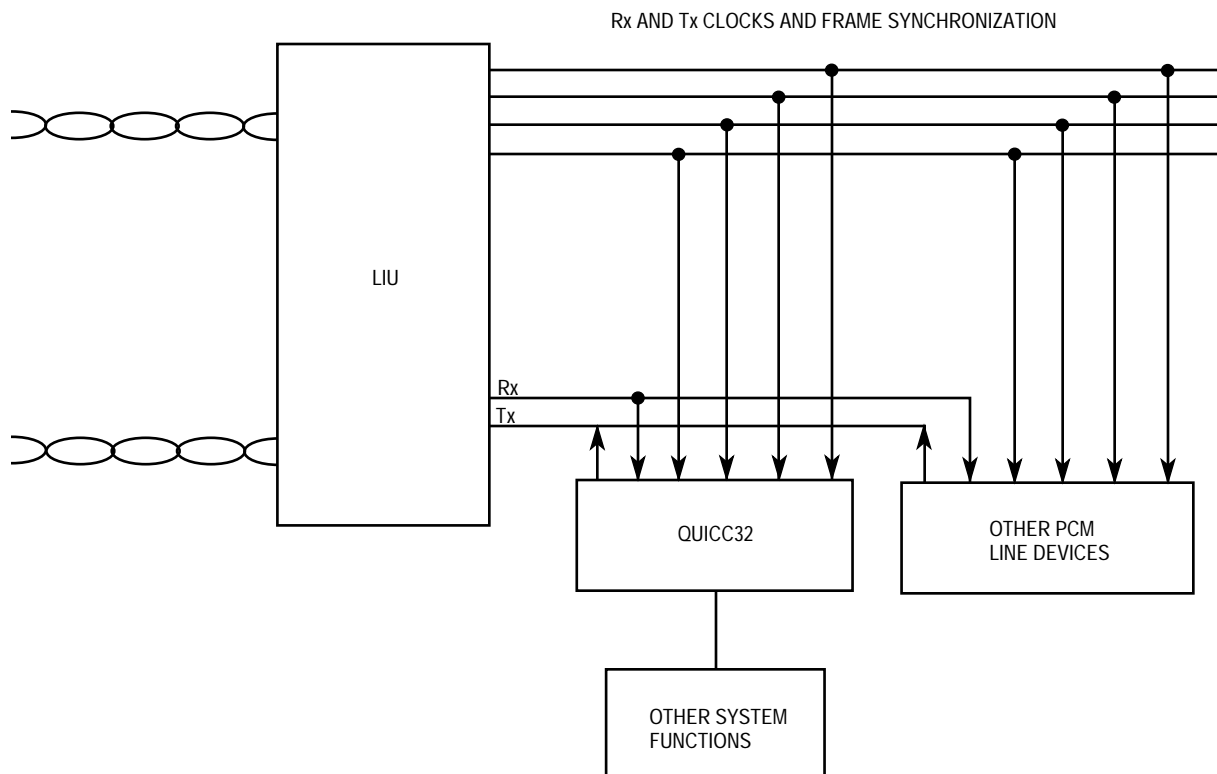 Rx AND Tx CLOCKS AND FRAME SYNCHRONIZATION
LIU
Rx
Tx
QUICC32
OTHER PCM
LINE DEVICES
OTHER SYSTEM
FUNCTIONS